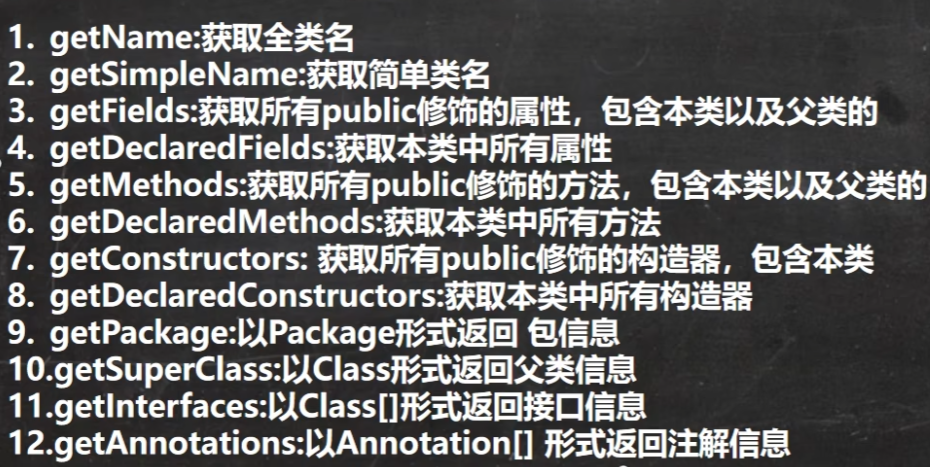 1. getName:获取全类名
2. getSimpleName:获取简单类名
3. getFields:获取所有public修饰的属性，包含本类以及父类的
4. getDeclaredFields:获取本类中所有属性
5. getMethods:获取所有public修饰的方法，包含本类以及父类的
6. getDeclaredMethods:获取本类中所有方法
7. getConstructors: 获取所有public修饰的构造器，包含本类
8. getDeclaredConstructors:获取本类中所有构造器
9. getPackage:以Package形式返回 包信息
10.getSuperClass:以Class形式返回父类信息
11.getInterfaces:以Class[]形式返回接口信息
12.getAnnotations:以Annotation[] 形式返回注解信息